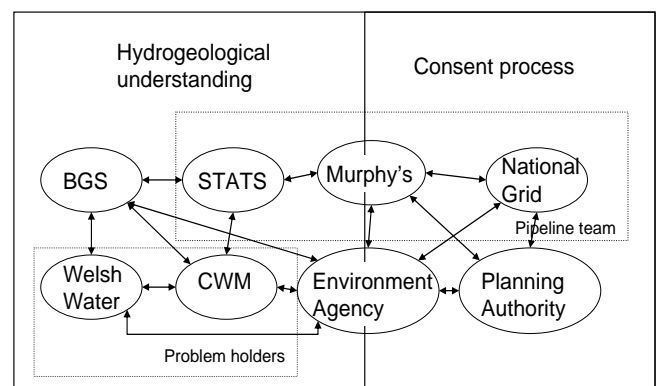 Hydrogeological
understanding
Consent process
BGS
STATS
Murphy's
National
Grid
Pipeline team
Welsh
Water
CWM
Environment
Agency
Planning
Authority
Problem holders